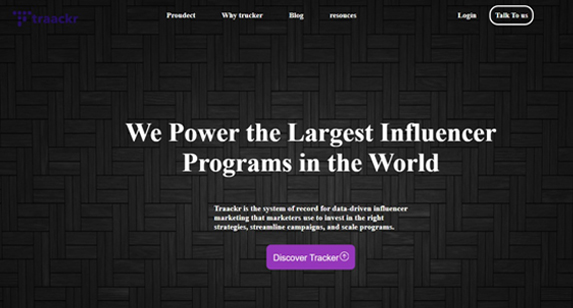 traackr
Proudect Why trucker Blog resouces Login Talk To us
We Power the Largest Influencer
Programs in the World
Traackr is the system of record for data-driven influencer
marketing that marketers use to invest in the right
strategies, streamline campaigns, and scale programs.
Discover Tracker